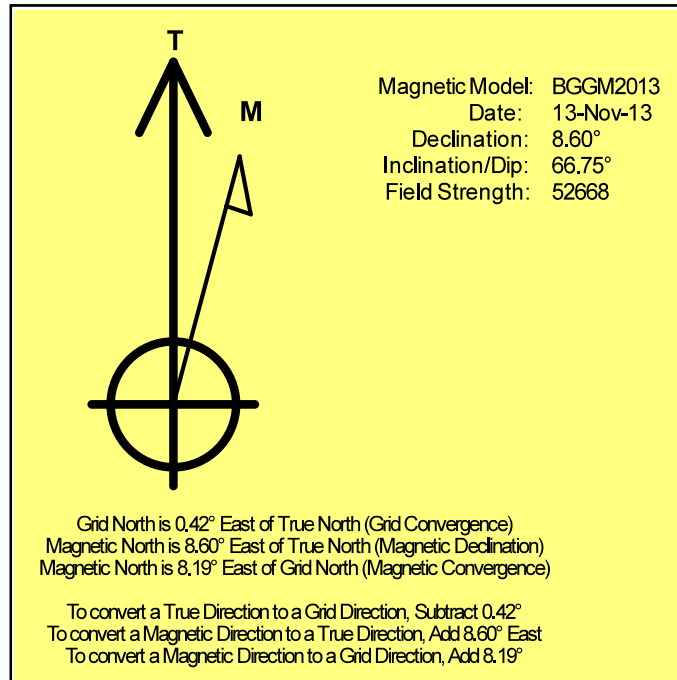 T
M
Magnetic Model: BGGM2013
Date: 13-Nov-13
Declination: 8.60°
Inclination/Dip: 66.75°
Field Strength: 52668
Grid North is 0.42° East of True North (Grid Convergence)
Magnetic North is 8.60° East of True North (Magnetic Declination)
Magnetic North is 8.19° East of Grid North (Magnetic Convergence)
To convert a True Direction to a Grid Direction, Subtract 0.42°
To convert a Magnetic Direction to a True Direction, Add 8.60° East
To convert a Magnetic Direction to a Grid Direction, Add 8.19°